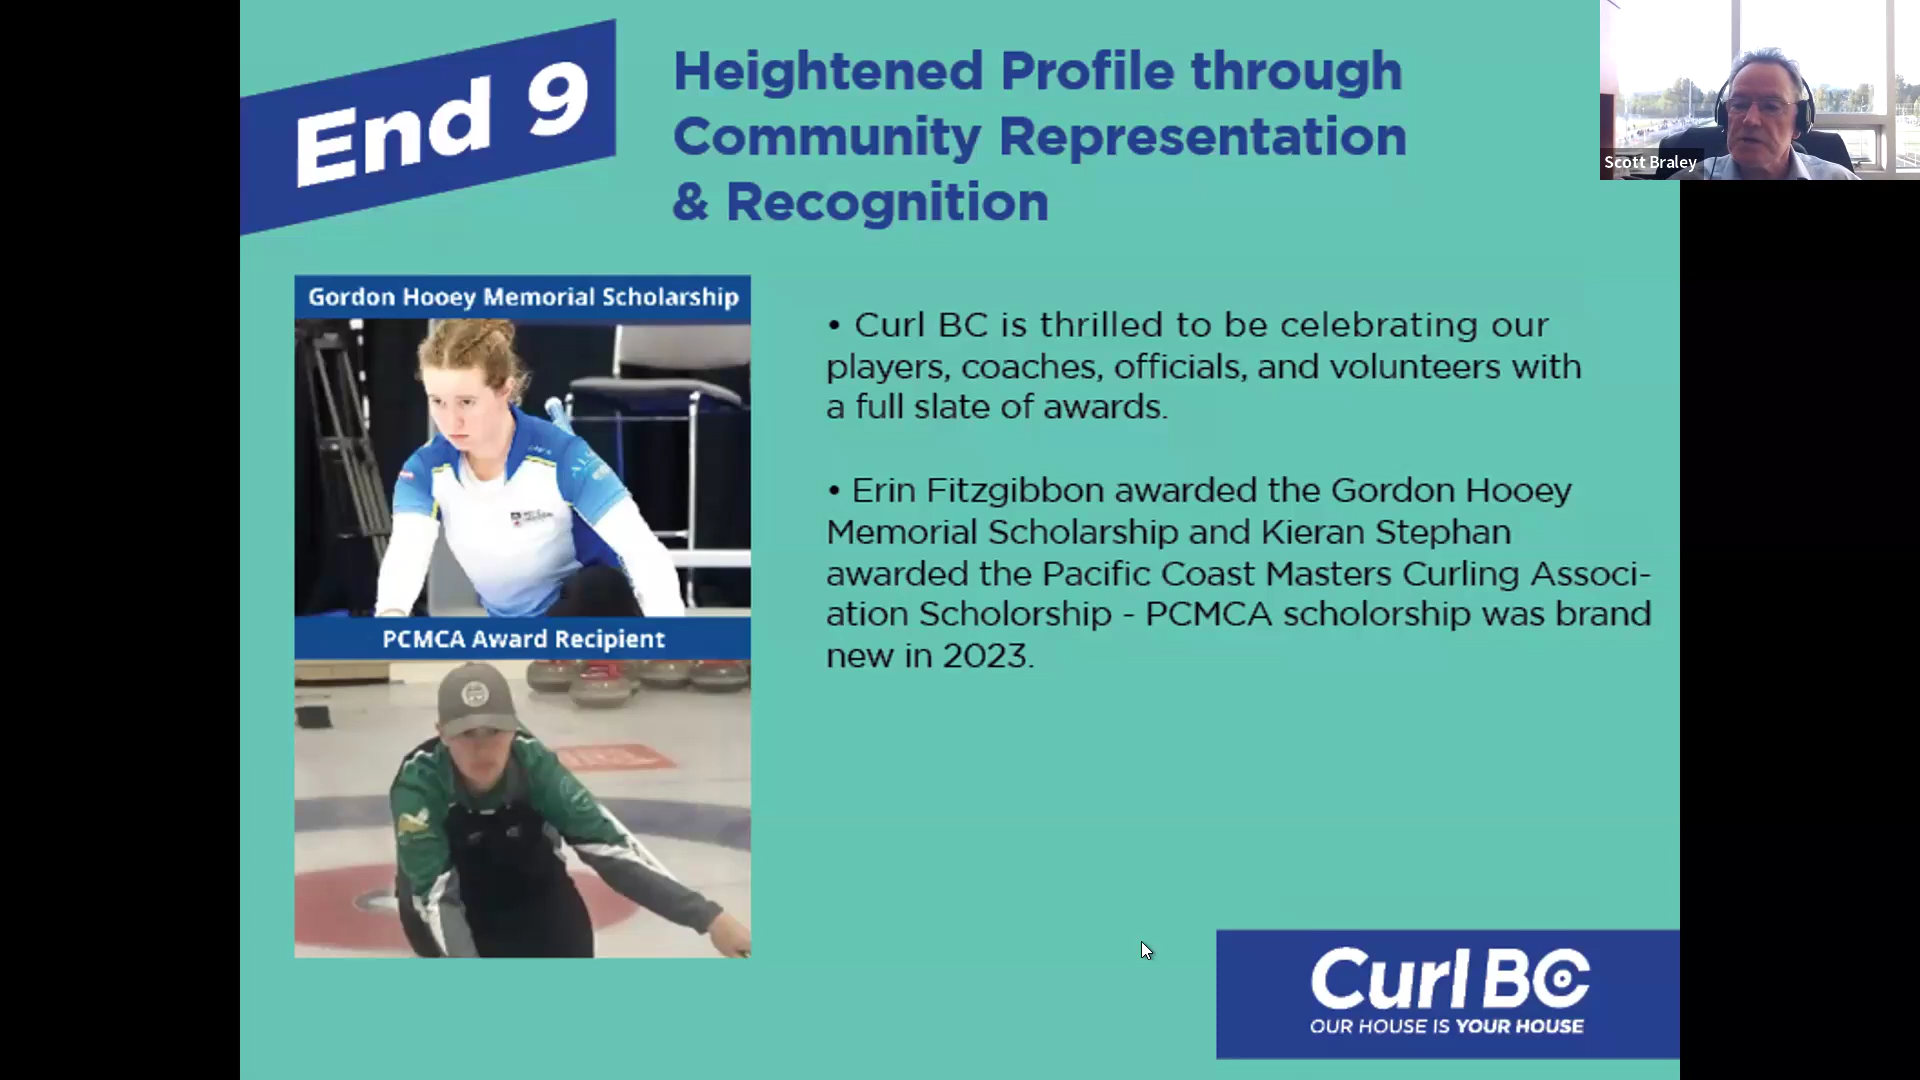 End 9
Heightened Profile through
Community Representation
& Recognition
Scott Braley
Gordon Hooey Memorial Scholarship
PCMCA Award Recipient
• Curl BC is thrilled to be celebrating our
players, coaches, officials, and volunteers with
a full slate of awards.
• Erin Fitzgibbon awarded the Gordon Hooey
Memorial Scholarship and Kieran Stephan
awarded the Pacific Coast Masters Curling Associ-
ation Scholorship - PCMCA scholorship was brand
new in 2023.
Curl BC
OUR HOUSE IS YOUR HOUSE